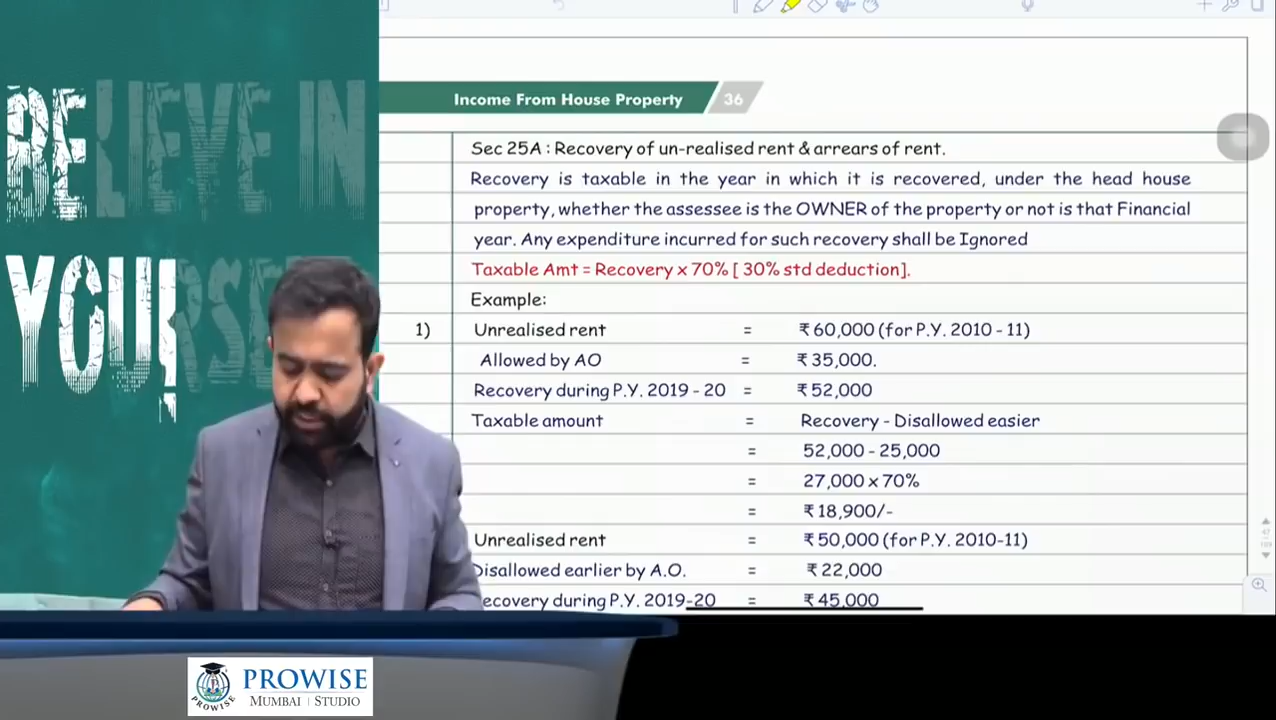 BELIEVE IN
YOURSE
Income From House Property 36
Sec 25A : Recovery of un-realised rent & arrears of rent.
Recovery is taxable in the year in which it is recovered, under the head house
property, whether the assessee is the OWNER of the property or not is that Financial
year. Any expenditure incurred for such recovery shall be Ignored
Taxable Amt = Recovery x 70% [ 30% std deduction].
Example:
1) Unrealised rent = ₹ 60,000 (for P.Y. 2010 - 11)
Allowed by AO = ₹ 35,000.
Recovery during P.Y. 2019 - 20 = ₹ 52,000
Taxable amount = Recovery - Disallowed easier
= 52,000 - 25,000
= 27,000 x 70%
= ₹ 18,900/-
Unrealised rent = ₹ 50,000 (for P.Y. 2010-11)
Disallowed earlier by A.O. = ₹ 22,000
ecovery during P.Y. 2019-20 = ₹ 45,000
PROWISE
PROWISE
MUMBAI | STUDIO